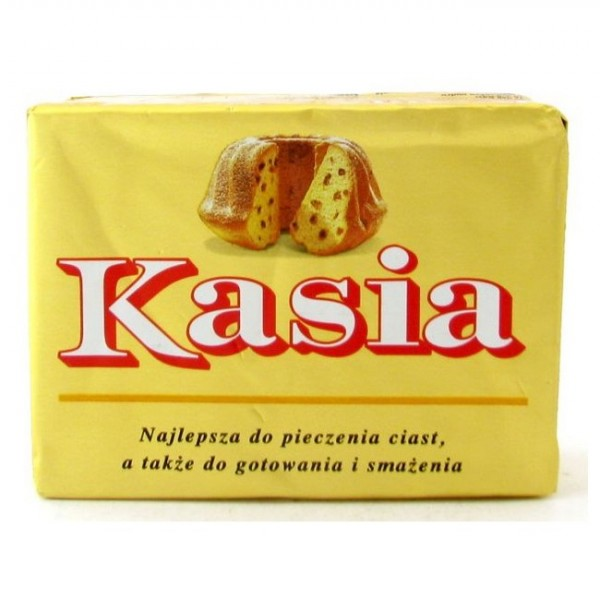 Kasia
Najlepsza do pieczenia ciast,
a także do gotowania i smażenia